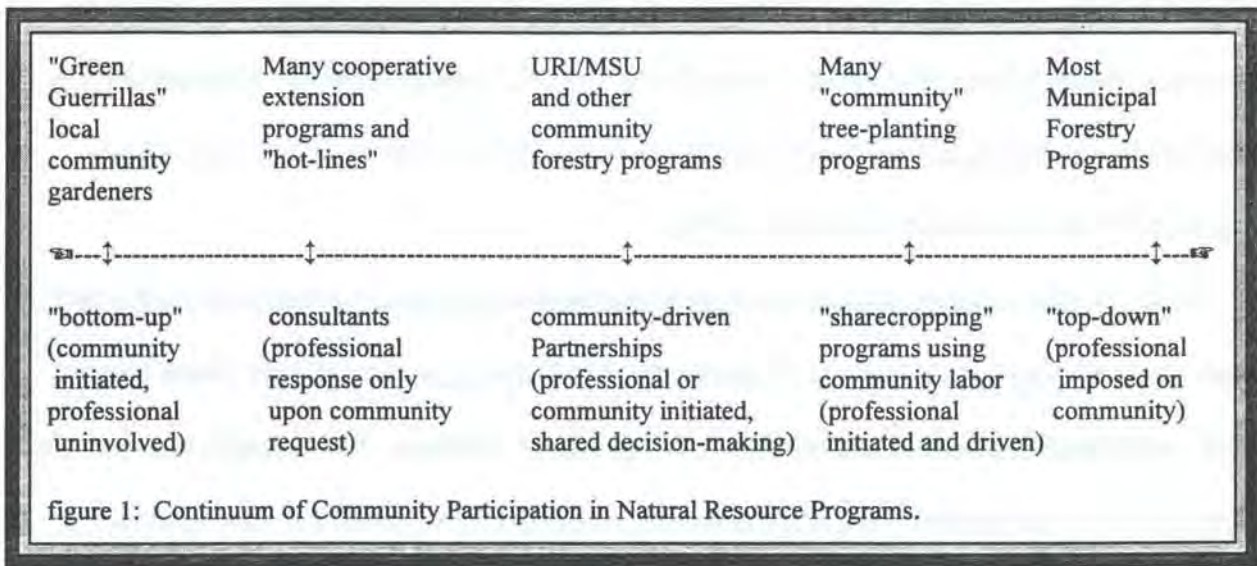 "Green Guerrillas" local community gardeners
Many cooperative extension programs and "hot-lines"
URI/MSU and other community forestry programs
Many "community" tree-planting programs
Most Municipal Forestry Programs
"bottom-up" (community initiated, professional uninvolved)
consultants (professional response only upon community request)
community-driven Partnerships (professional or community initiated, shared decision-making)
"sharecropping" programs using community labor (professional initiated and driven)
"top-down" (professional imposed on community)
figure 1: Continuum of Community Participation in Natural Resource Programs.